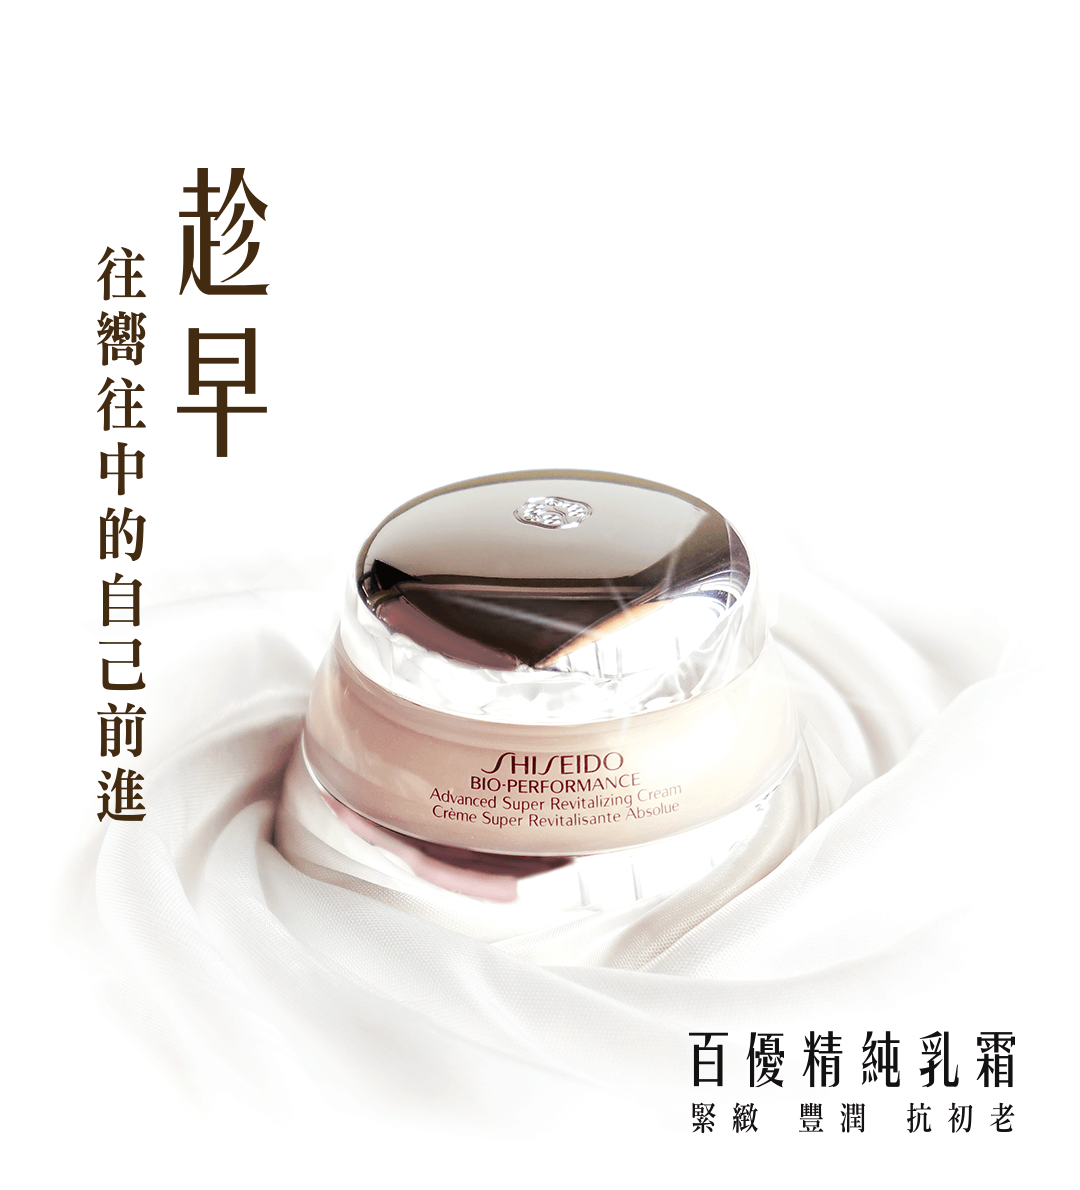 趁早
往嚮往中的自己前進
SHISEIDO
BIO-PERFORMANCE
Advanced Super Revitalizing Cream
Crème Super Revitalisante Absolue
百優精純乳霜
緊緻 豐潤 抗初老